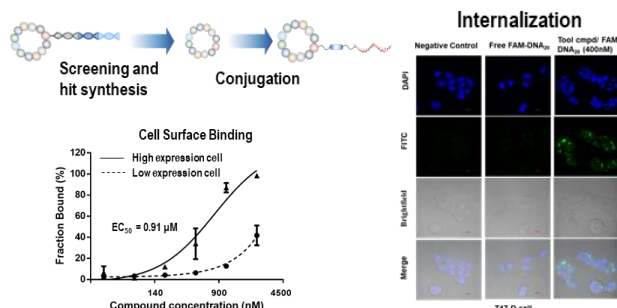 Screening and
hit synthesis
Conjugation
Cell Surface Binding
High expression cell
Low expression cell
EC50 = 0.91 µM
Fraction Bound (%)
120
100
80
60
40
20
0
140
900
4500
Compound concentration (nM)
Internalization
Negative Control
Free FAM-DNA20
Tool cmpd/ FAM
DNA20 (400nM)
DAPI
FITC
Brightfield
Merge
T47-D cell